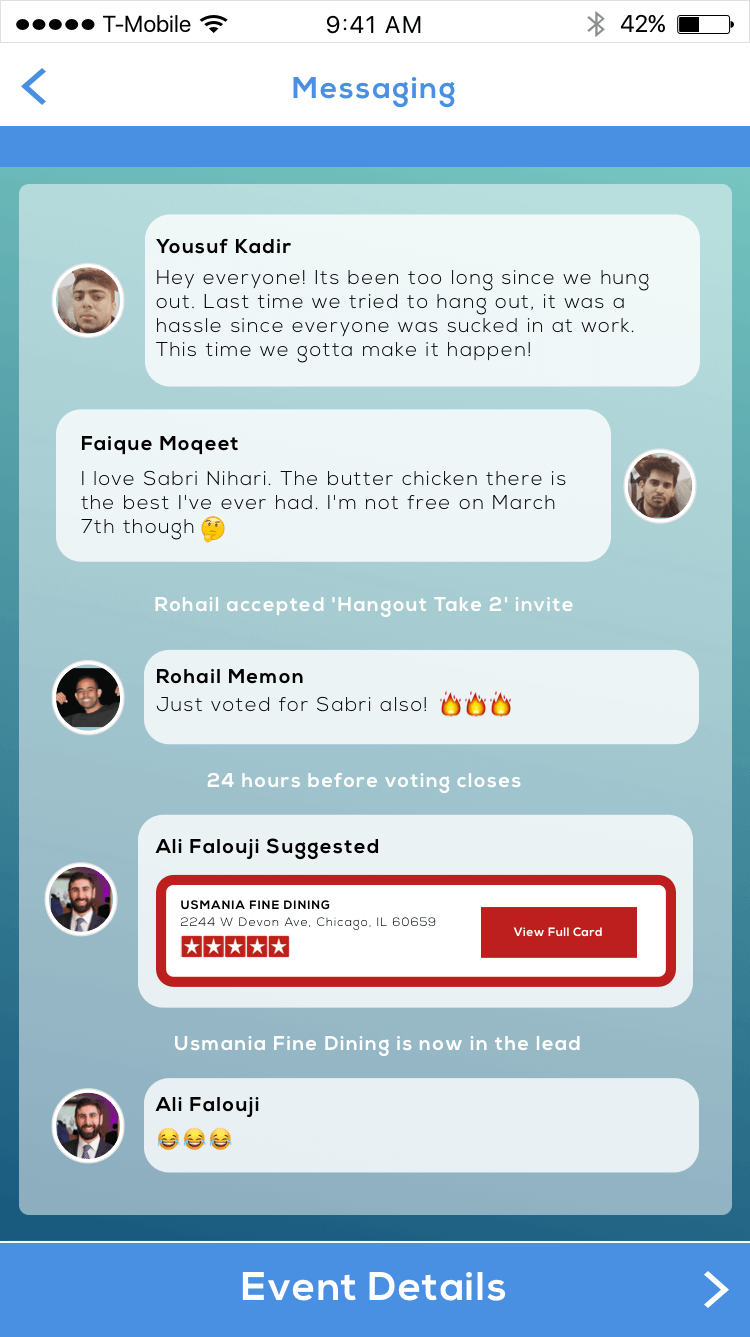 T-Mobile 9:41 AM 42%
Messaging
Yousuf Kadir
Hey everyone! Its been too long since we hung
out. Last time we tried to hang out, it was a
hassle since everyone was sucked in at work.
This time we gotta make it happen!
Faique Moqeet
I love Sabri Nihari. The butter chicken there is
the best I've ever had. I'm not free on March
7th though 🤔
Rohail accepted 'Hangout Take 2' invite
Rohail Memon
Just voted for Sabri also! 🔥🔥🔥
24 hours before voting closes
Ali Falouji Suggested
USMANIA FINE DINING
2244 W Devon Ave, Chicago, IL 60659
View Full Card
Usmania Fine Dining is now in the lead
Ali Falouji
😂😂😂
Event Details